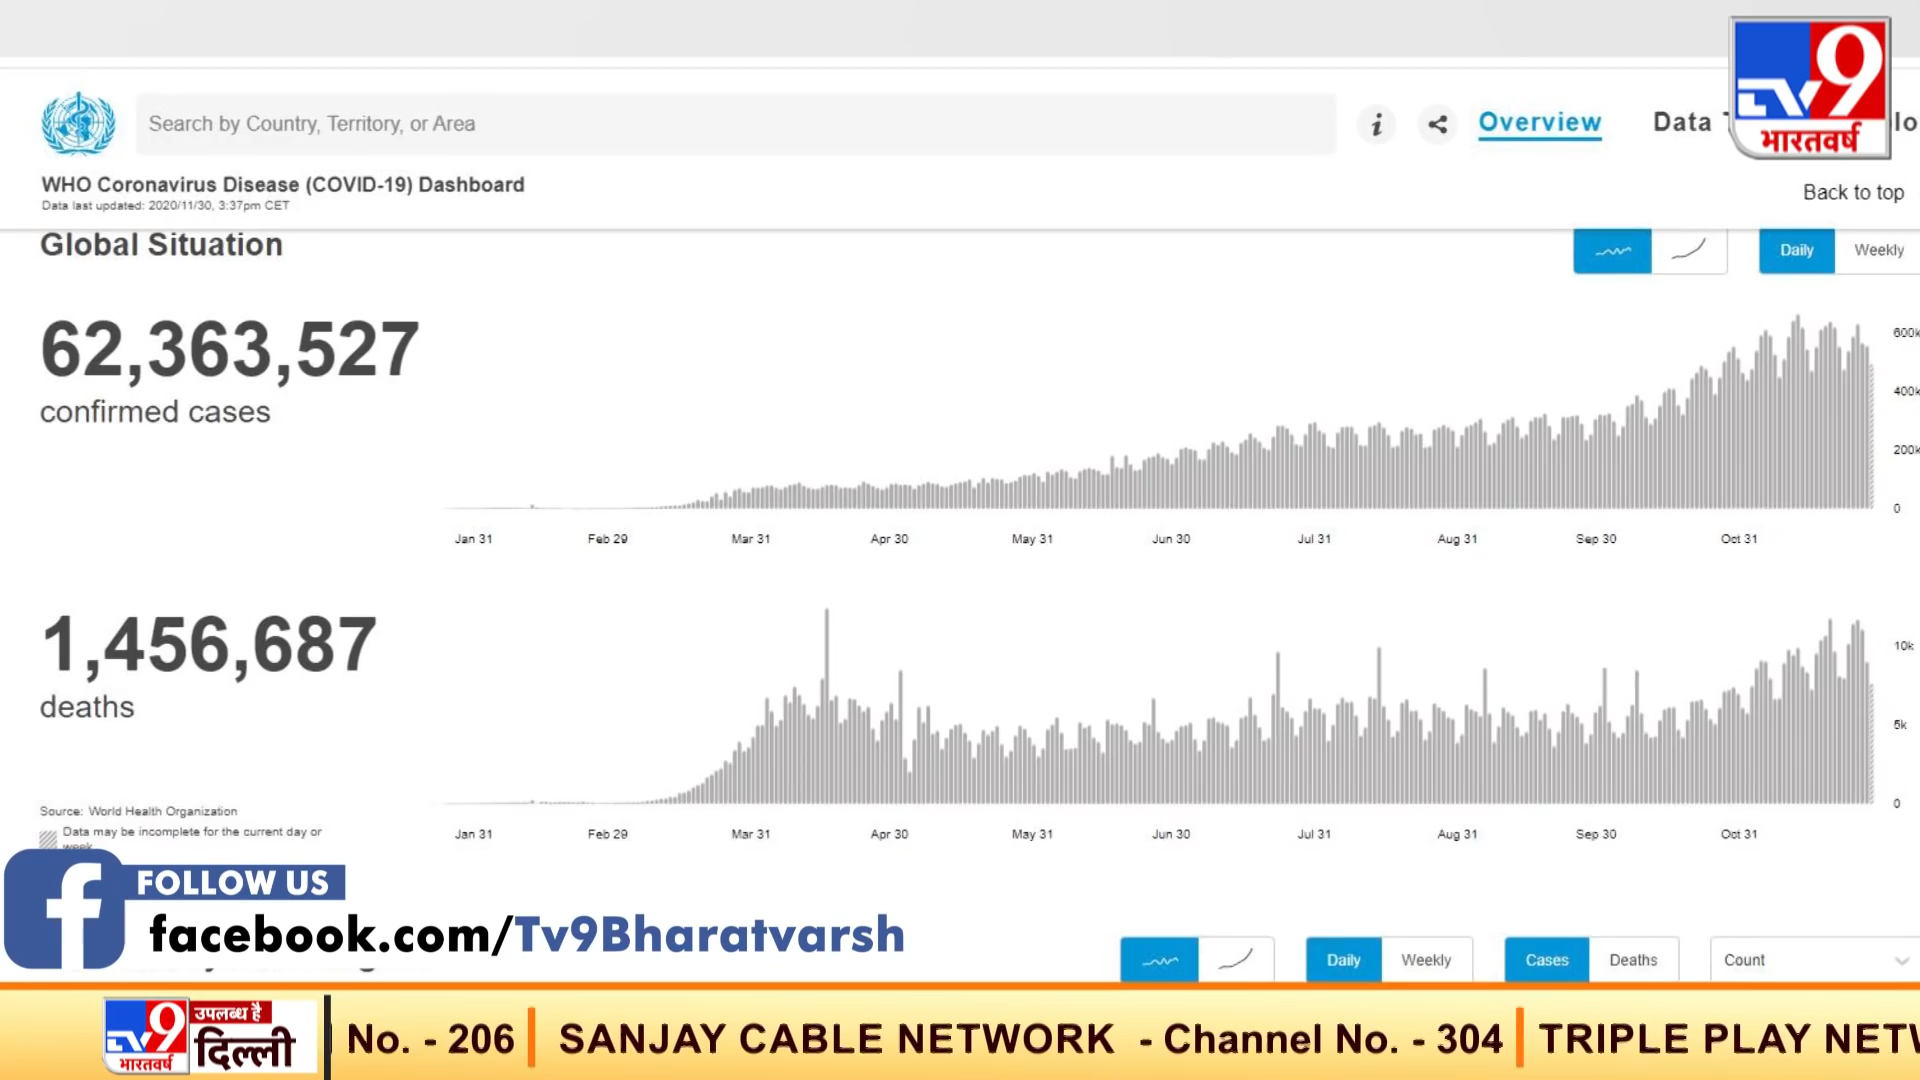 TV9
भारतवर्ष
Search by Country, Territory, or Area
i
Overview
Data
WHO Coronavirus Disease (COVID-19) Dashboard
Data last updated: 2020/11/30, 3:37pm CET
Back to top
Global Situation
Daily
Weekly
62,363,527
confirmed cases
600k
400k
200k
0
Jan 31 Feb 29 Mar 31 Apr 30 May 31 Jun 30 Jul 31 Aug 31 Sep 30 Oct 31
1,456,687
deaths
10k
5k
0
Source: World Health Organization
Data may be incomplete for the current day or
week
Jan 31 Feb 29 Mar 31 Apr 30 May 31 Jun 30 Jul 31 Aug 31 Sep 30 Oct 31
f
FOLLOW US
facebook.com/Tv9Bharatvarsh
Daily Weekly Cases Deaths Count
TV9
भारतवर्ष
उपलब्ध है
दिल्ली
No. - 206 SANJAY CABLE NETWORK - Channel No. - 304 TRIPLE PLAY